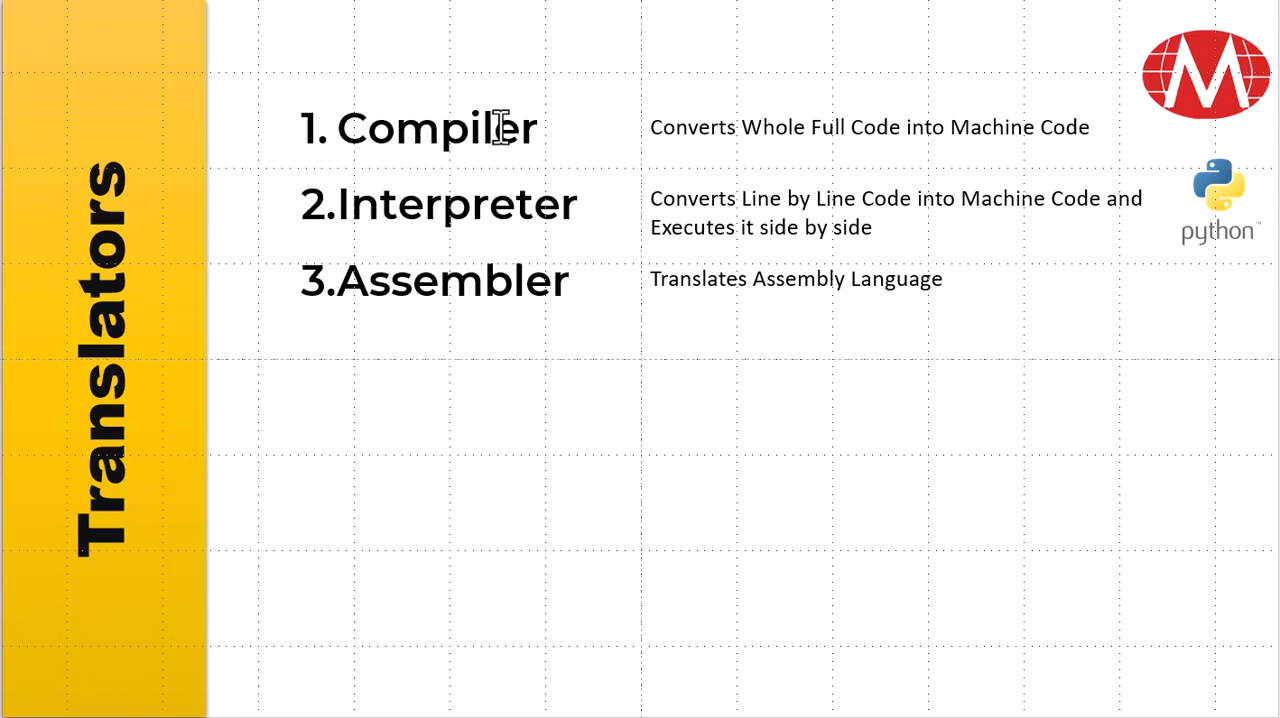 Translators
1. Compiler
Converts Whole Full Code into Machine Code
2.Interpreter
Converts Line by Line Code into Machine Code and
Executes it side by side
3.Assembler
Translates Assembly Language
M
python™